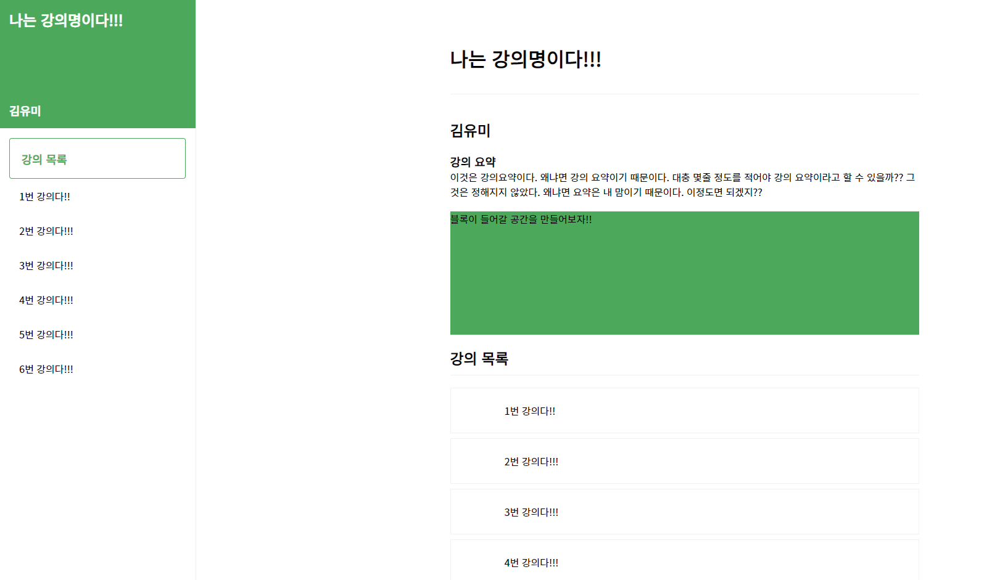 나는 강의명이다!!!
김유미
강의 목록
1번 강의다!!
2번 강의다!!!
3번 강의다!!!
4번 강의다!!!
5번 강의다!!!
6번 강의다!!!
나는 강의명이다!!!
김유미
강의 요약
이것은 강의요약이다. 왜냐면 강의 요약이기 때문이다. 대충 몇줄 정도를 적어야 강의 요약이라고 할 수 있을까?? 그
것은 정해지지 않았다. 왜냐면 요약은 내 맘이기 때문이다. 이정도면 되겠지??
블록이 들어갈 공간을 만들어보자!!
강의 목록
1번 강의다!!
2번 강의다!!!
3번 강의다!!!
4번 강의다!!!